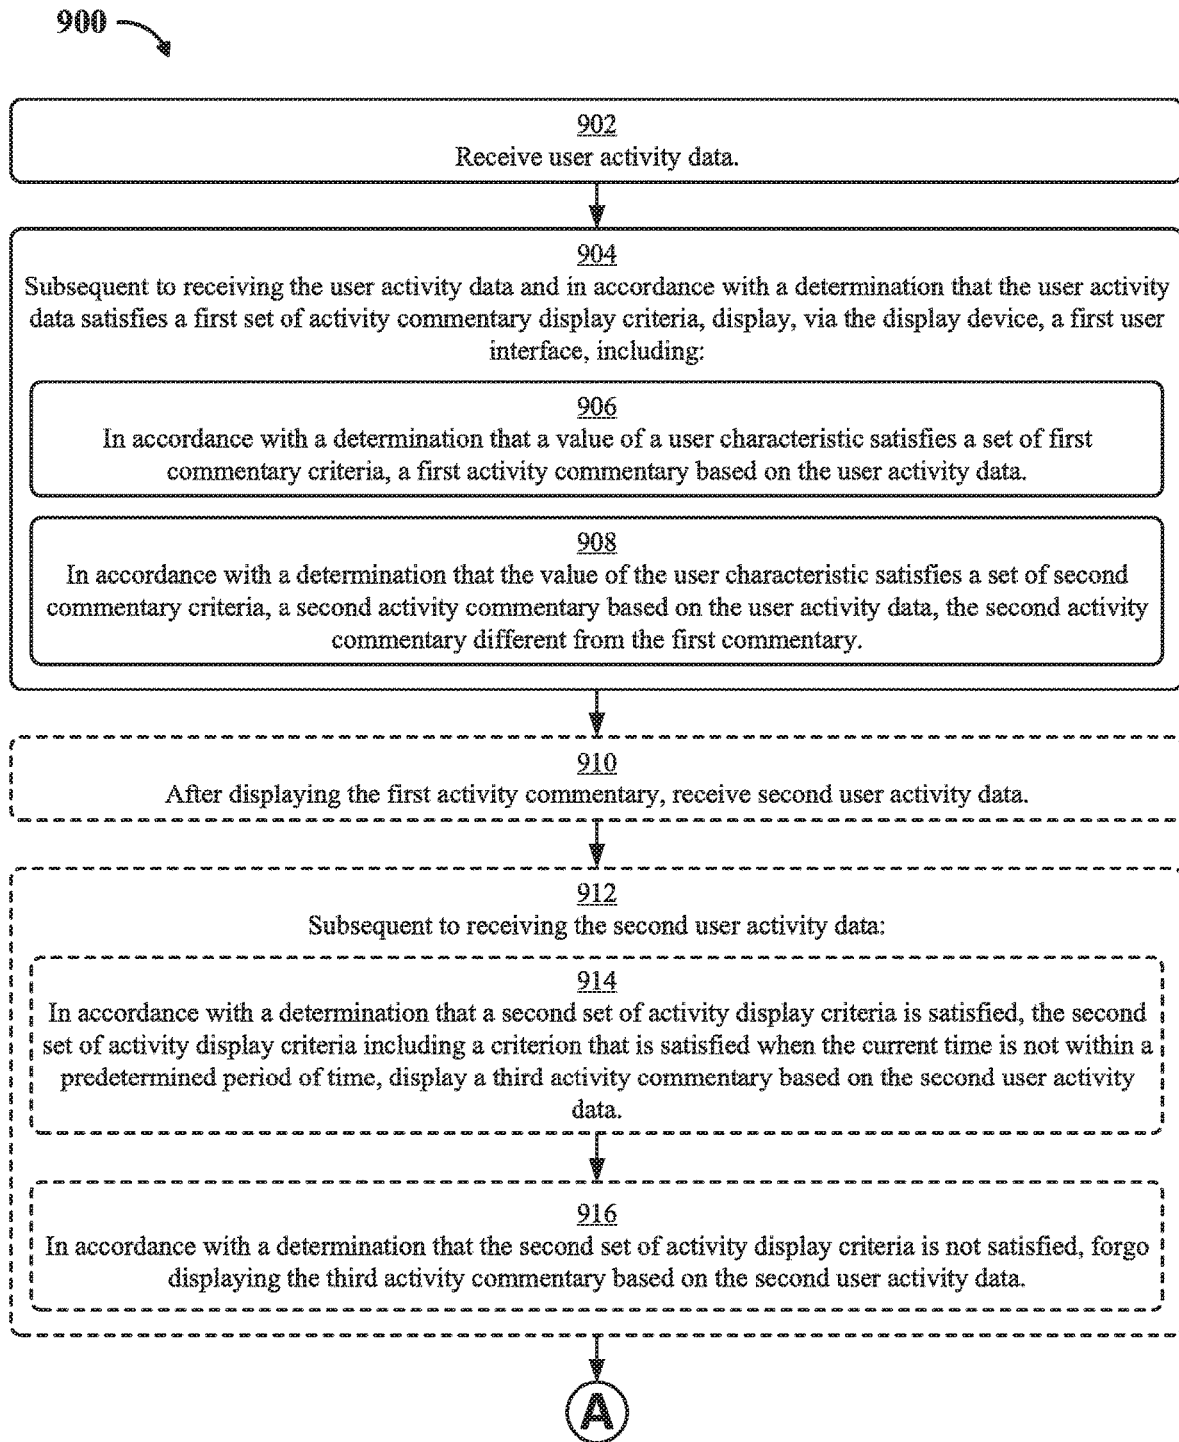 900
902
Receive user activity data.
904
Subsequent to receiving the user activity data and in accordance with a determination that the user activity
data satisfies a first set of activity commentary display criteria, display, via the display device, a first user
interface, including:
906
In accordance with a determination that a value of a user characteristic satisfies a set of first
commentary criteria, a first activity commentary based on the user activity data.
908
In accordance with a determination that the value of the user characteristic satisfies a set of second
commentary criteria, a second activity commentary based on the user activity data, the second activity
commentary different from the first commentary.
910
After displaying the first activity commentary, receive second user activity data.
912
Subsequent to receiving the second user activity data:
914
In accordance with a determination that a second set of activity display criteria is satisfied, the second
set of activity display criteria including a criterion that is satisfied when the current time is not within a
predetermined period of time, display a third activity commentary based on the second user activity
data.
916
In accordance with a determination that the second set of activity display criteria is not satisfied, forgo
displaying the third activity commentary based on the second user activity data.
A